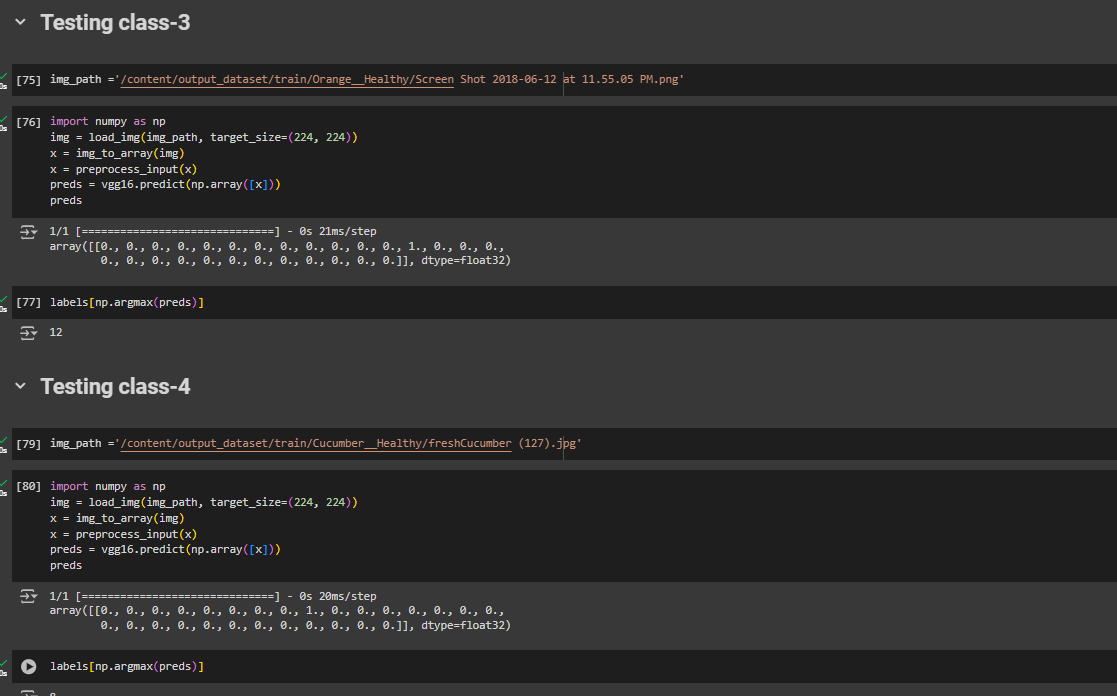 Testing class-3
[75] img_path ='/content/output_dataset/train/Orange__Healthy/Screen Shot 2018-06-12 at 11.55.05 PM.png'
0s
[76] import numpy as np
0s
img = load_img(img_path, target_size=(224, 224))
x = img_to_array(img)
x = preprocess_input(x)
preds = vgg16.predict(np.array([x]))
preds
1/1 [==============================] - 0s 21ms/step
array([[0., 0., 0., 0., 0., 0., 0., 0., 0., 0., 0., 0., 1., 0., 0., 0.,
0., 0., 0., 0., 0., 0., 0., 0., 0., 0., 0., 0.]], dtype=float32)
[77] labels[np.argmax(preds)]
0s
12
Testing class-4
[79] img_path ='/content/output_dataset/train/Cucumber__Healthy/freshCucumber (127).jpg'
0s
[80] import numpy as np
0s
img = load_img(img_path, target_size=(224, 224))
x = img_to_array(img)
x = preprocess_input(x)
preds = vgg16.predict(np.array([x]))
preds
1/1 [==============================] - 0s 20ms/step
array([[0., 0., 0., 0., 0., 0., 0., 0., 1., 0., 0., 0., 0., 0., 0., 0.,
0., 0., 0., 0., 0., 0., 0., 0., 0., 0., 0., 0.]], dtype=float32)
labels[np.argmax(preds)]
0s